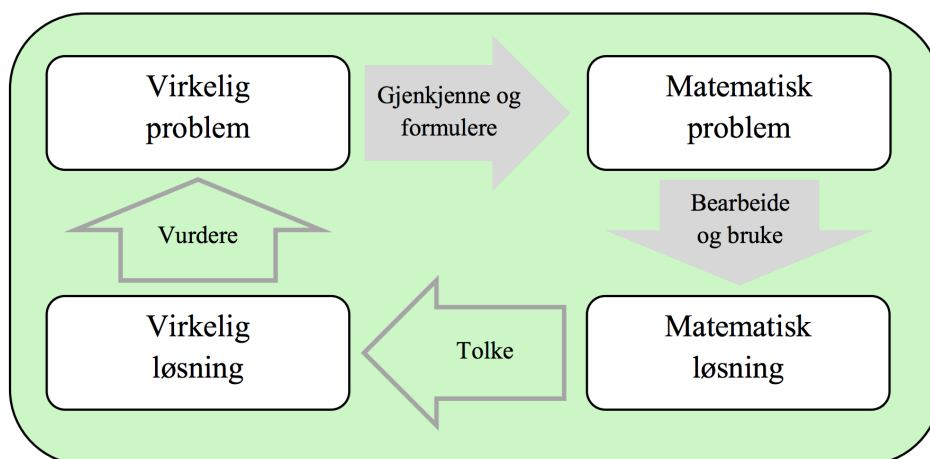 Virkelig
problem
Gjenkjenne og
formulere
Matematisk
problem
Bearbeide
og bruke
Matematisk
løsning
Tolke
Virkelig
løsning
Vurdere